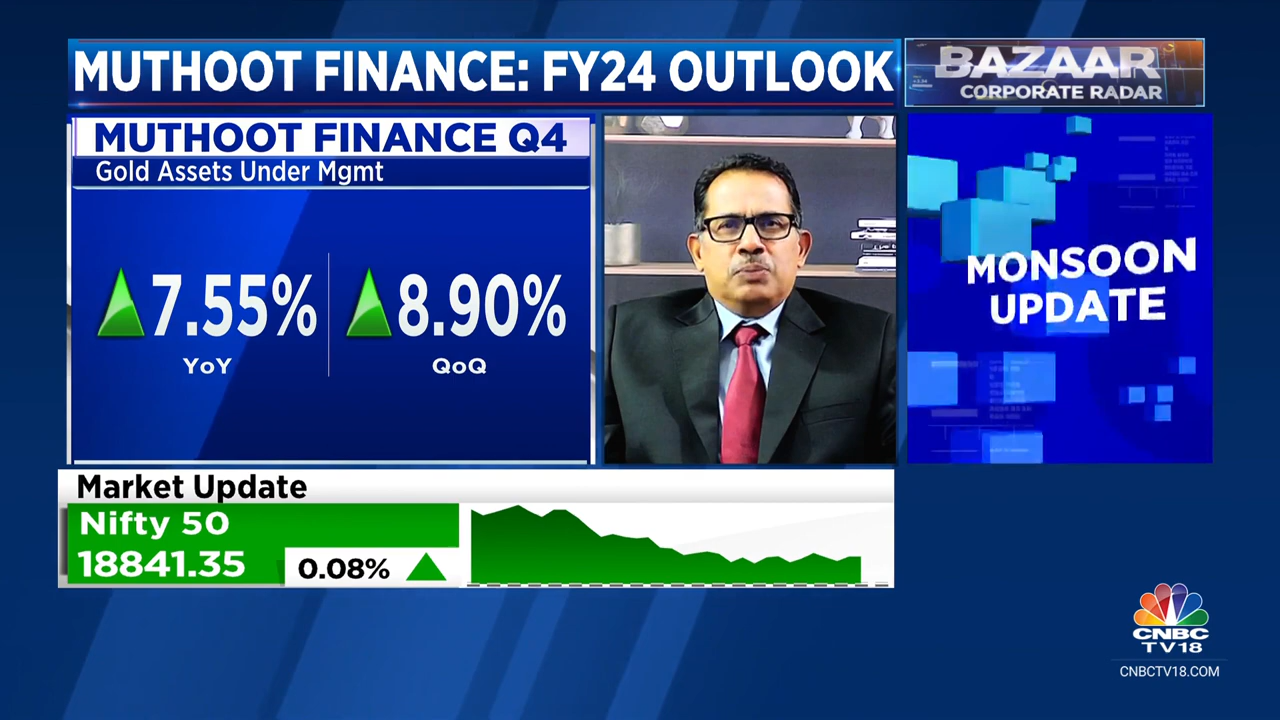 MUTHOOT FINANCE: FY24 OUTLOOK
BAZAAR
CORPORATE RADAR
MUTHOOT FINANCE Q4
Gold Assets Under Mgmt
7.55%
YoY
8.90%
QoQ
MONSOON
UPDATE
Market Update
Nifty 50
18841.35
0.08%
CNBC
TV18
CNBCTV18.COM